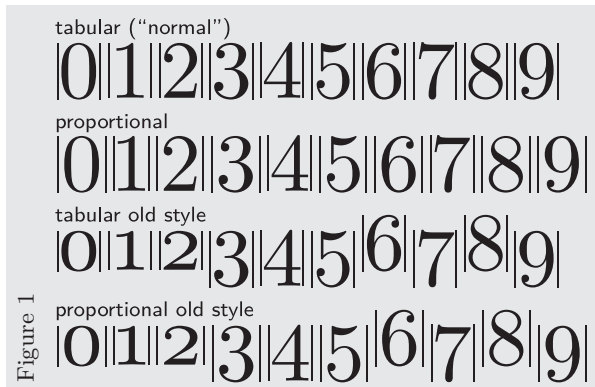 tabular (“normal”)
0 1 2 3 4 5 6 7 8 9
proportional
0 1 2 3 4 5 6 7 8 9
tabular old style
0 1 2 3 4 5 6 7 8 9
proportional old style
0 1 2 3 4 5 6 7 8 9
Figure 1